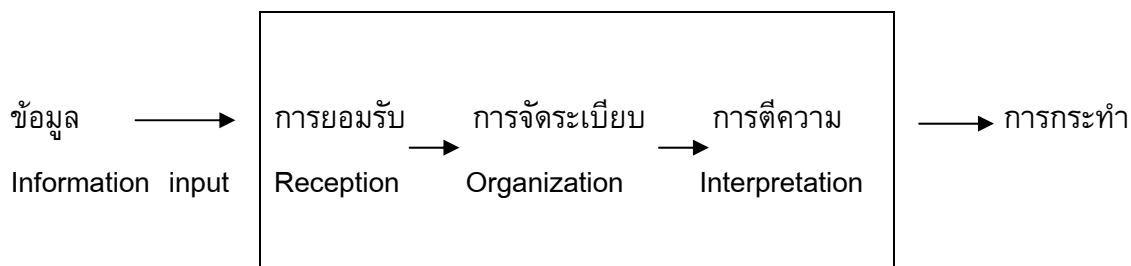 ข้อมูล การยอมรับ การจัดระเบียบ การตีความ การกระทำ
Information input Reception Organization Interpretation